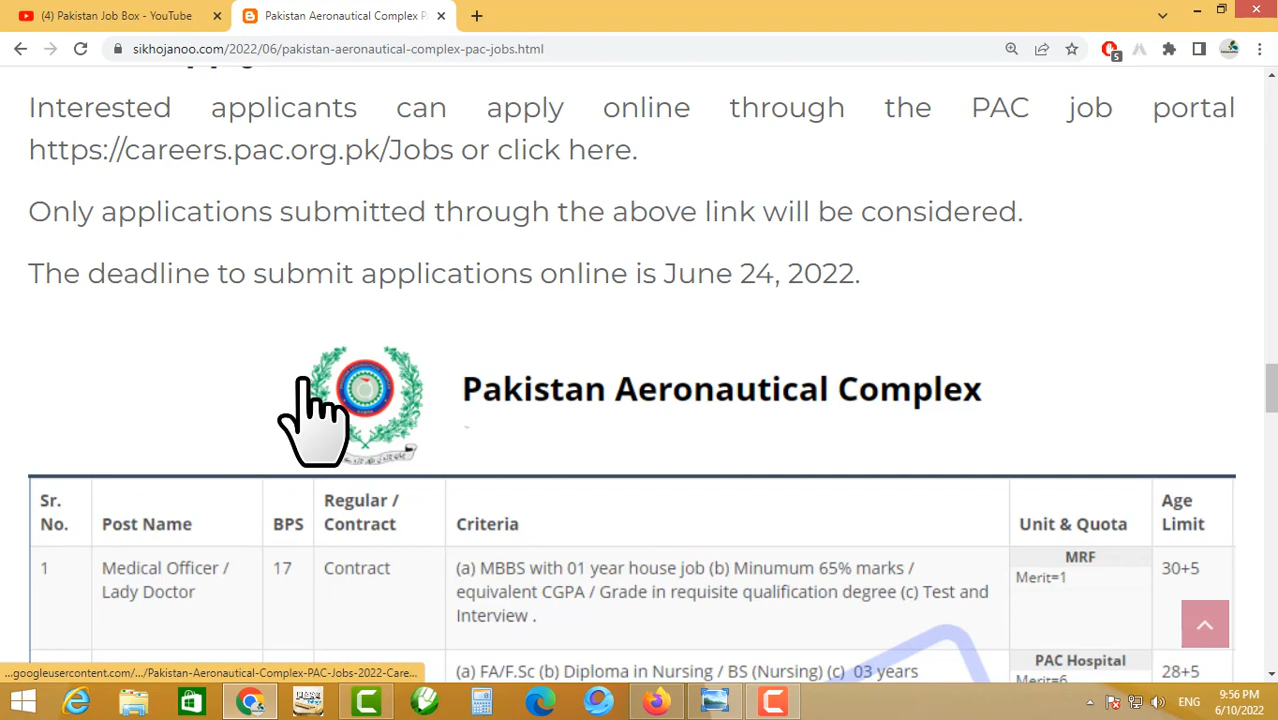 (4) Pakistan Job Box - YouTube
Pakistan Aeronautical Complex P
sikhojanoo.com/2022/06/pakistan-aeronautical-complex-pac-jobs.html
5
Interested applicants can apply online through the PAC job portal
https://careers.pac.org.pk/Jobs or click here.
Only applications submitted through the above link will be considered.
The deadline to submit applications online is June 24, 2022.
Pakistan Aeronautical Complex
Sr. No.
Post Name
BPS
Regular / Contract
Criteria
Unit & Quota
Age Limit
1
Medical Officer / Lady Doctor
17
Contract
(a) MBBS with 01 year house job (b) Minumum 65% marks /
equivalent CGPA / Grade in requisite qualification degree (c) Test and
Interview .
MRF
Merit=1
30+5
(a) FA/F.Sc (b) Diploma in Nursing / BS (Nursing) (c) 03 years
PAC Hospital
Merit=6
28+5
...googleusercontent.com/.../Pakistan-Aeronautical-Complex-PAC-Jobs-2022-Care...
ENG
9:56 PM
6/10/2022